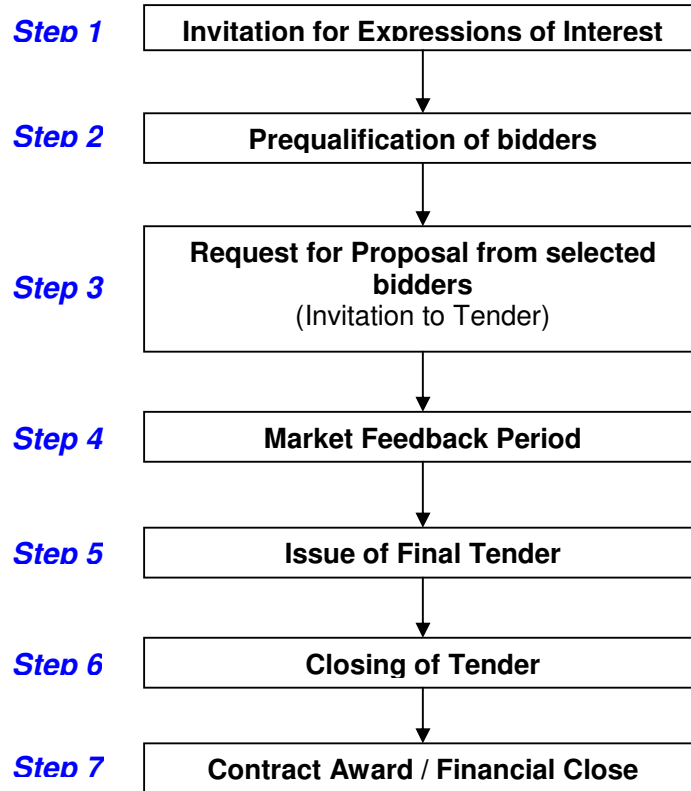 Step 1
Invitation for Expressions of Interest
Step 2
Prequalification of bidders
Step 3
Request for Proposal from selected
bidders
(Invitation to Tender)
Step 4
Market Feedback Period
Step 5
Issue of Final Tender
Step 6
Closing of Tender
Step 7
Contract Award / Financial Close